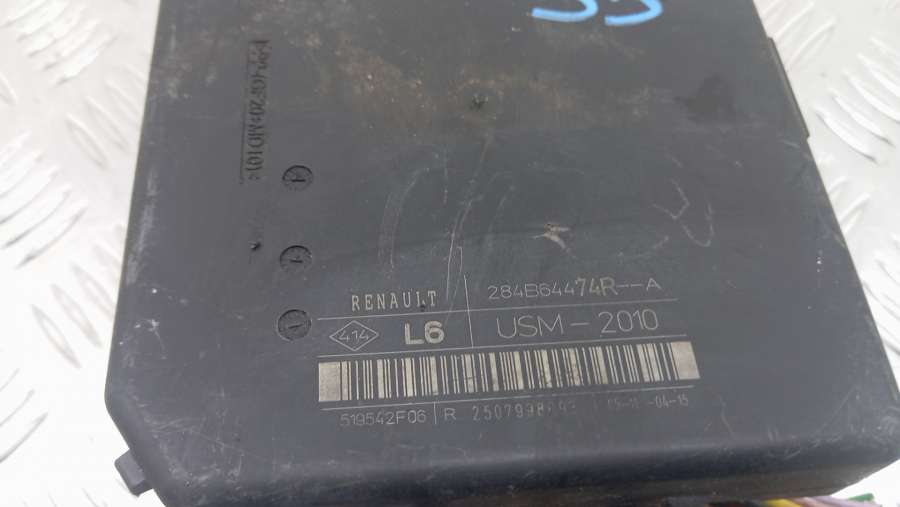 RENAULT
284B64474R--A
414
L6
USM-2010
519542F06
R